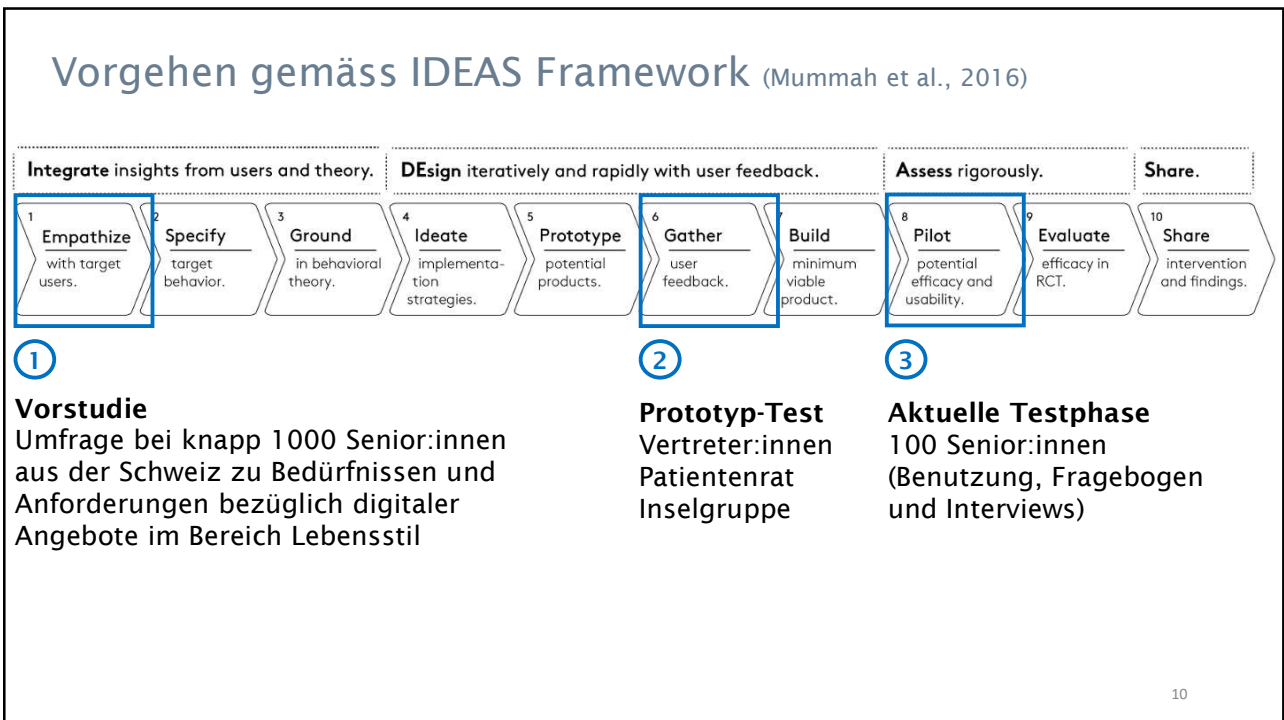 Vorgehen gemäss IDEAS Framework (Mummah et al., 2016)
Integrate insights from users and theory.
DEsign iteratively and rapidly with user feedback.
Assess rigorously.
Share.
1
Empathize
with target
users.
2
Specify
target
behavior.
3
Ground
in behavioral
theory.
4
Ideate
implementa-
tion
strategies.
5
Prototype
potential
products.
6
Gather
user
feedback.
7
Build
minimum
viable
product.
8
Pilot
potential
efficacy and
usability.
9
Evaluate
efficacy in
RCT.
10
Share
intervention
and findings.
1
Vorstudie
Umfrage bei knapp 1000 Senior:innen
aus der Schweiz zu Bedürfnissen und
Anforderungen bezüglich digitaler
Angebote im Bereich Lebensstil
2
Prototyp-Test
Vertreter:innen
Patientenrat
Inselgruppe
3
Aktuelle Testphase
100 Senior:innen
(Benutzung, Fragebogen
und Interviews)
10